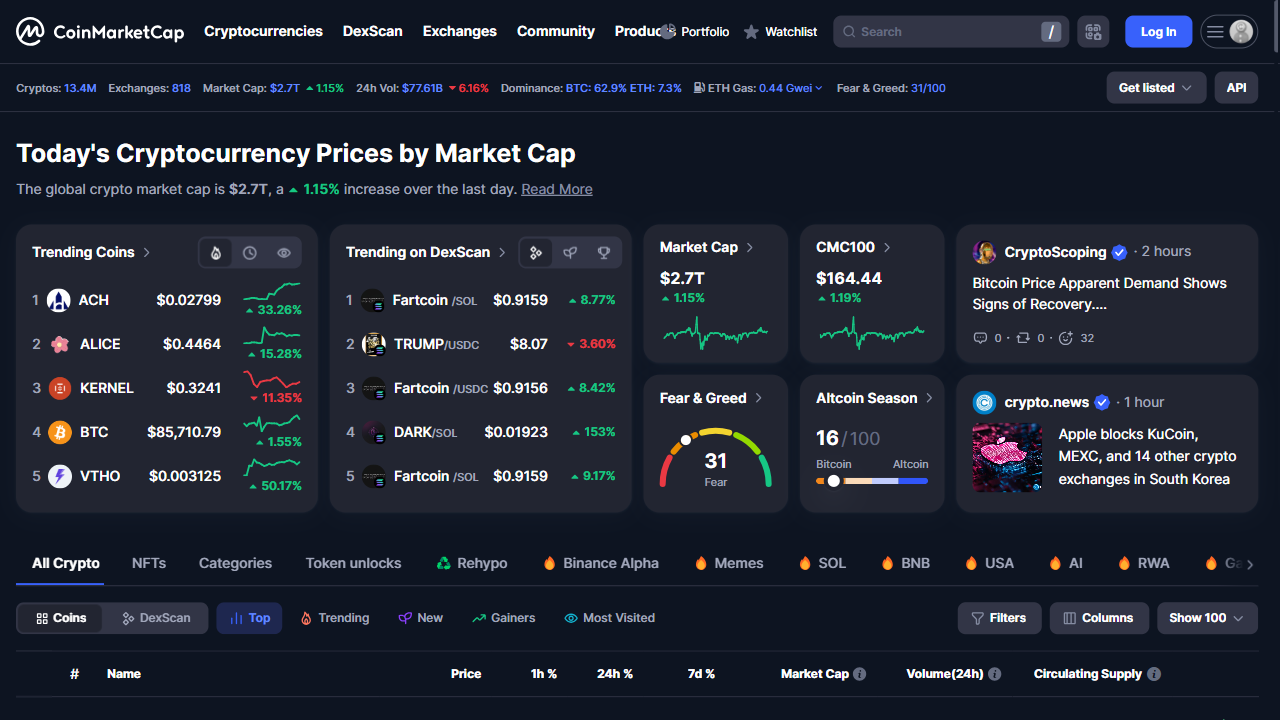 CoinMarketCap Cryptocurrencies DexScan Exchanges Community Produc Portfolio Watchlist Search / Log In
Cryptos: 13.4M Exchanges: 818 Market Cap: $2.7T 1.15% 24h Vol: $77.61B 6.16% Dominance: BTC: 62.9% ETH: 7.3% ETH Gas: 0.44 Gwei Fear & Greed: 31/100 Get listed API
Today's Cryptocurrency Prices by Market Cap
The global crypto market cap is $2.7T, a 1.15% increase over the last day. Read More
Trending Coins
1 ACH $0.02799 33.26%
2 ALICE $0.4464 15.28%
3 KERNEL $0.3241 11.35%
4 BTC $85,710.79 1.55%
5 VTHO $0.003125 50.17%
Trending on DexScan
1 Fartcoin /SOL $0.9159 8.77%
2 TRUMP/USDC $8.07 3.60%
3 Fartcoin /USDC $0.9156 8.42%
4 DARK/SOL $0.01923 153%
5 Fartcoin /SOL $0.9159 9.17%
Market Cap
$2.7T
1.15%
CMC100
$164.44
1.19%
Fear & Greed
31
Fear
Altcoin Season
16/100
Bitcoin Altcoin
CryptoScoping · 2 hours
Bitcoin Price Apparent Demand Shows
Signs of Recovery....
0 · 0 · 32
crypto.news · 1 hour
Apple blocks KuCoin,
MEXC, and 14 other crypto
exchanges in South Korea
All Crypto NFTs Categories Token unlocks Rehypo Binance Alpha Memes SOL BNB USA AI RWA Ga
Coins DexScan Top Trending New Gainers Most Visited Filters Columns Show 100
# Name Price 1h % 24h % 7d % Market Cap Volume(24h) Circulating Supply